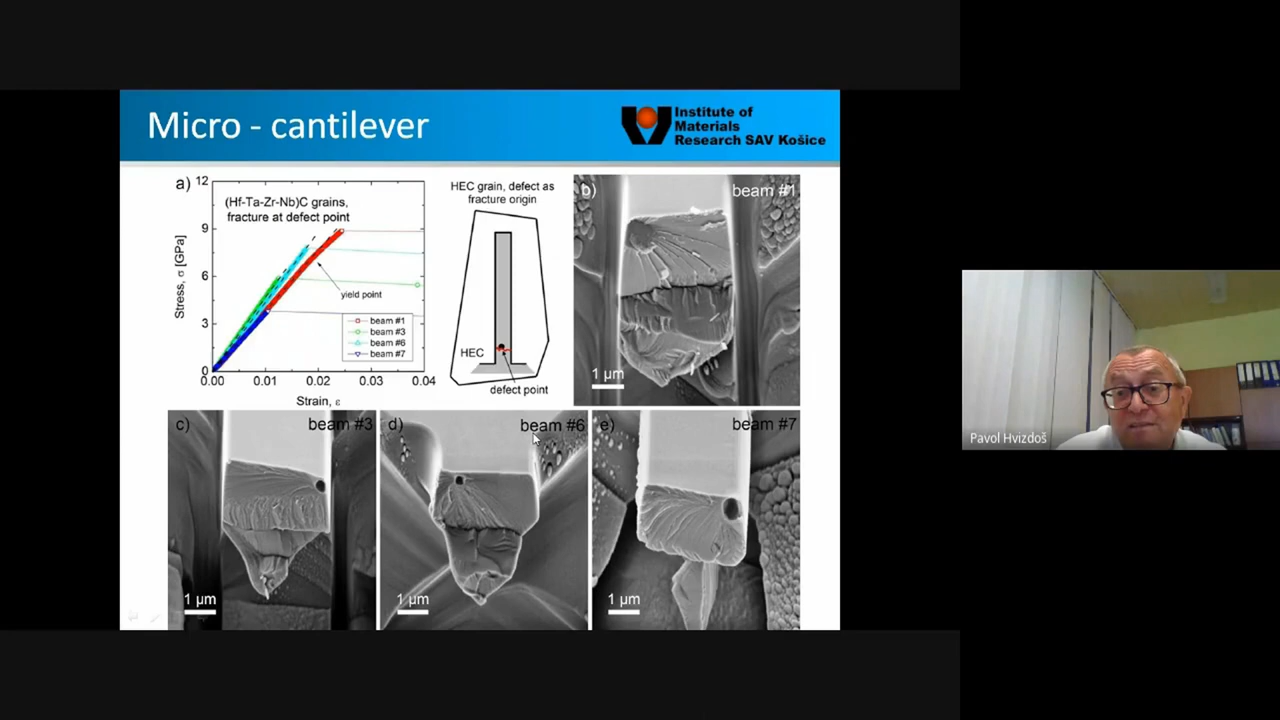 Micro - cantilever
Institute of
Materials
Research SAV Košice
a)
12
9
6
3
0
Stress, σ [GPa]
(Hf-Ta-Zr-Nb)C grains,
fracture at defect point
yield point
beam #1
beam #3
beam #6
beam #7
0.00 0.01 0.02 0.03 0.04
Strain, ε
HEC grain, defect as
fracture origin
HEC
defect point
b)
beam #1
1 µm
c)
beam #3
1 µm
d)
beam #6
1 µm
e)
beam #7
1 µm
Pavol Hvizdoš